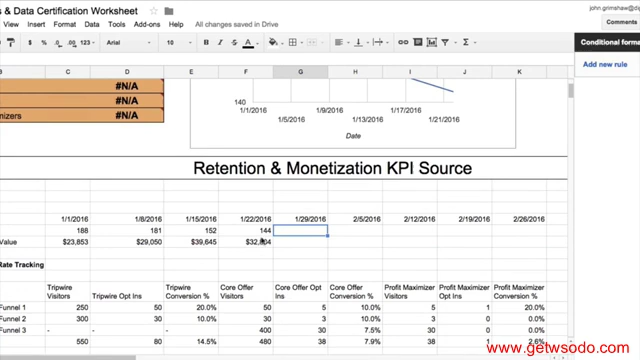 s & Data Certification Worksheet
john.grimshaw@dig
View Insert Format Data Tools Add-ons Help All changes saved in Drive
Comments
$ % .0 .00 123 Arial 10 B I S A
Conditional forma
Add new rule
B C D E F G H I J K
#N/A
#N/A
nizers #N/A
140
1/1/2016 1/9/2016 1/17/2016
1/5/2016 1/13/2016 1/21/2016
Date
Retention & Monetization KPI Source
1/1/2016 1/8/2016 1/15/2016 1/22/2016 1/29/2016 2/5/2016 2/12/2016 2/19/2016 2/26/2016
188 181 152 144
Value $23,853 $29,050 $39,645
Rate Tracking
Tripwire Visitors Tripwire Opt Ins Tripwire Conversion % Core Offer Visitors Core Offer Opt Ins Core Offer Conversion % Profit Maximizer Visitors Profit Maximizer Opt Ins Profit Maximizer Conversion %
Funnel 1 250 50 20.0% 50 5 10.0% 5 1 20.0%
Funnel 2 300 30 10.0% 30 3 10.0% 3 0 0.0%
Funnel 3 - - 400 30 7.5% 30 0 0.0%
550 80 14.5% 480 38 7.9% 38 1 2.6%
www.getwsodo.com